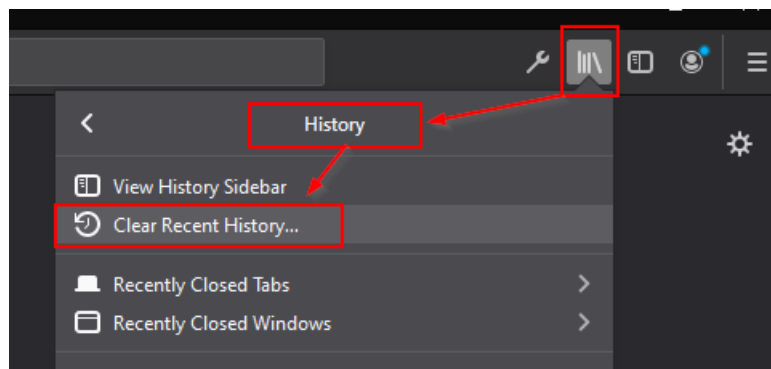 History
View History Sidebar
Clear Recent History...
Recently Closed Tabs
Recently Closed Windows